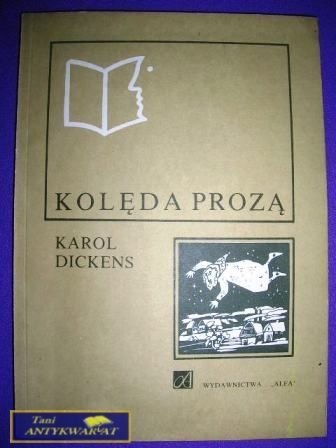 KOLĘDA PROZĄ
KAROL
DICKENS
WYDAWNICTWA „ALFA"
Tani
ANTYKWARIAT